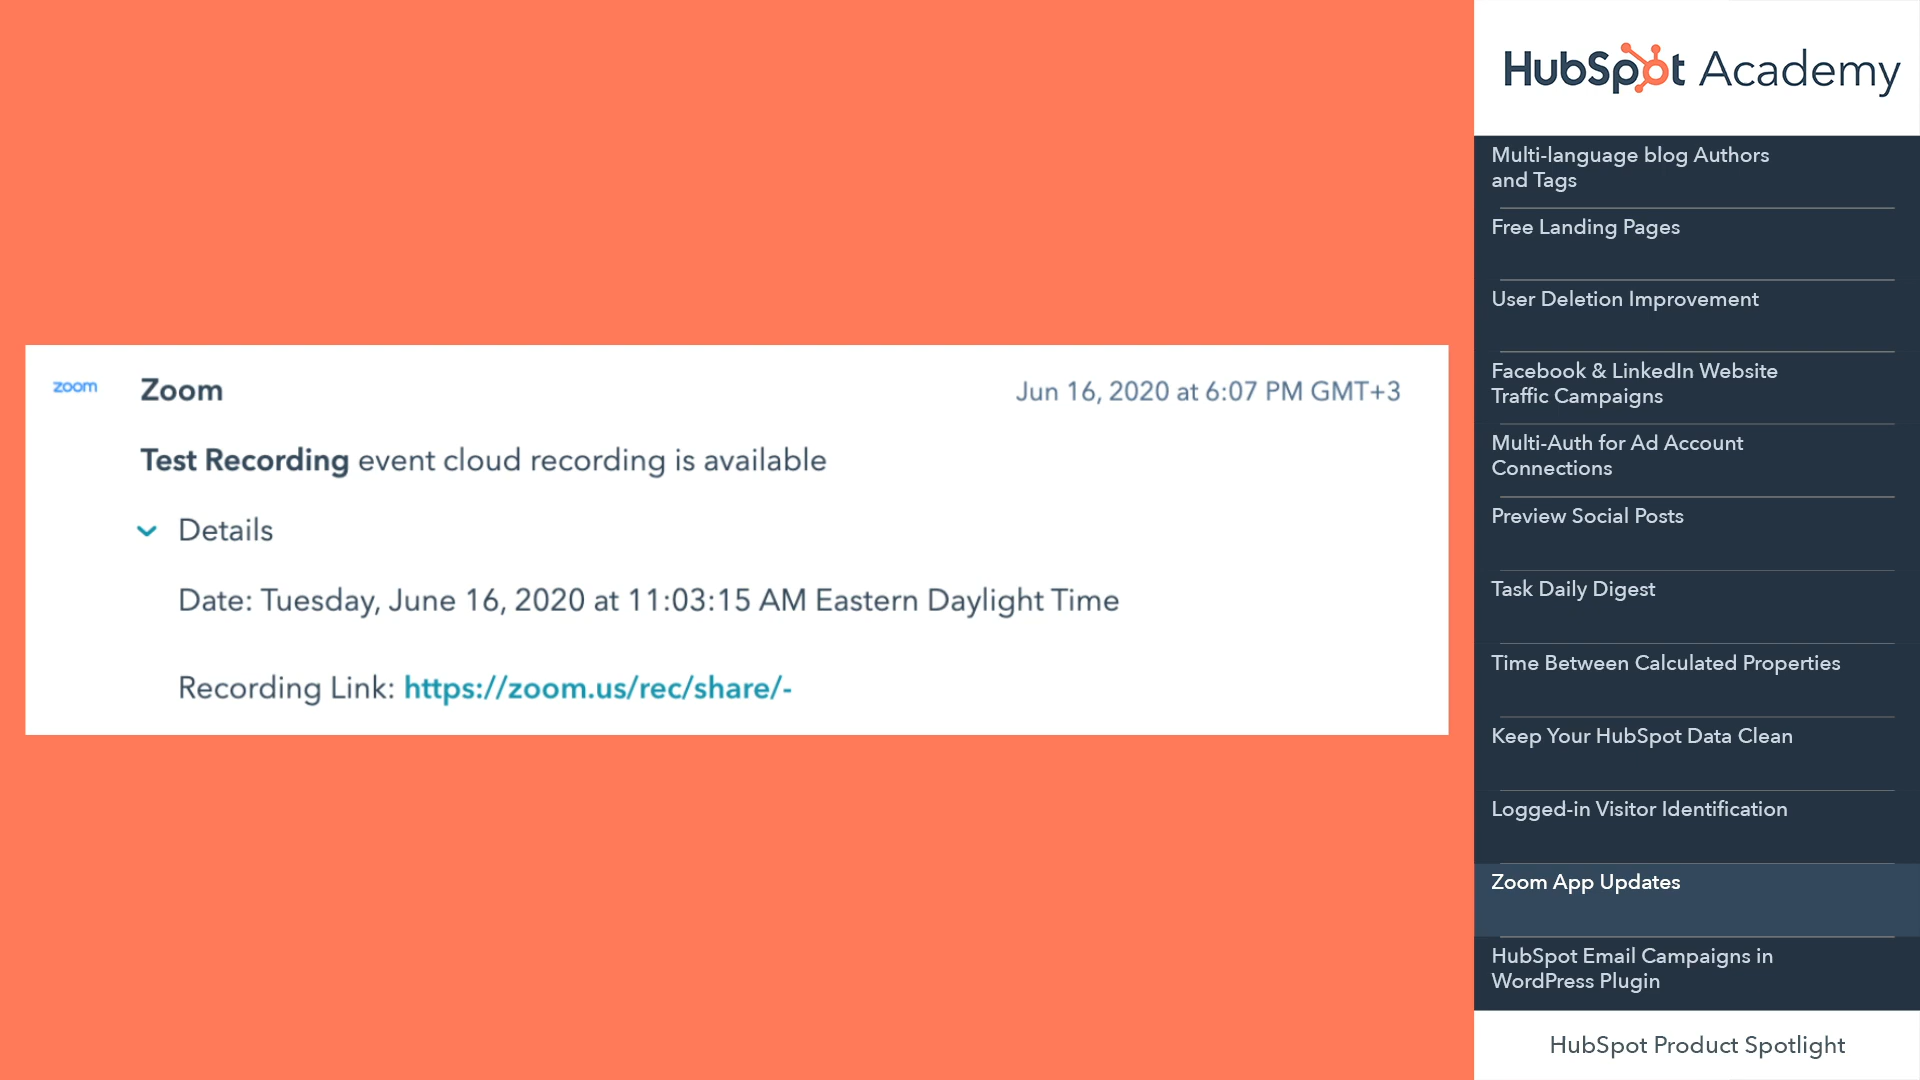 zoom
Zoom
Jun 16, 2020 at 6:07 PM GMT+3
Test Recording event cloud recording is available
Details
Date: Tuesday, June 16, 2020 at 11:03:15 AM Eastern Daylight Time
Recording Link: https://zoom.us/rec/share/-
HubSpot Academy
Multi-language blog Authors
and Tags
Free Landing Pages
User Deletion Improvement
Facebook & LinkedIn Website
Traffic Campaigns
Multi-Auth for Ad Account
Connections
Preview Social Posts
Task Daily Digest
Time Between Calculated Properties
Keep Your HubSpot Data Clean
Logged-in Visitor Identification
Zoom App Updates
HubSpot Email Campaigns in
WordPress Plugin
HubSpot Product Spotlight